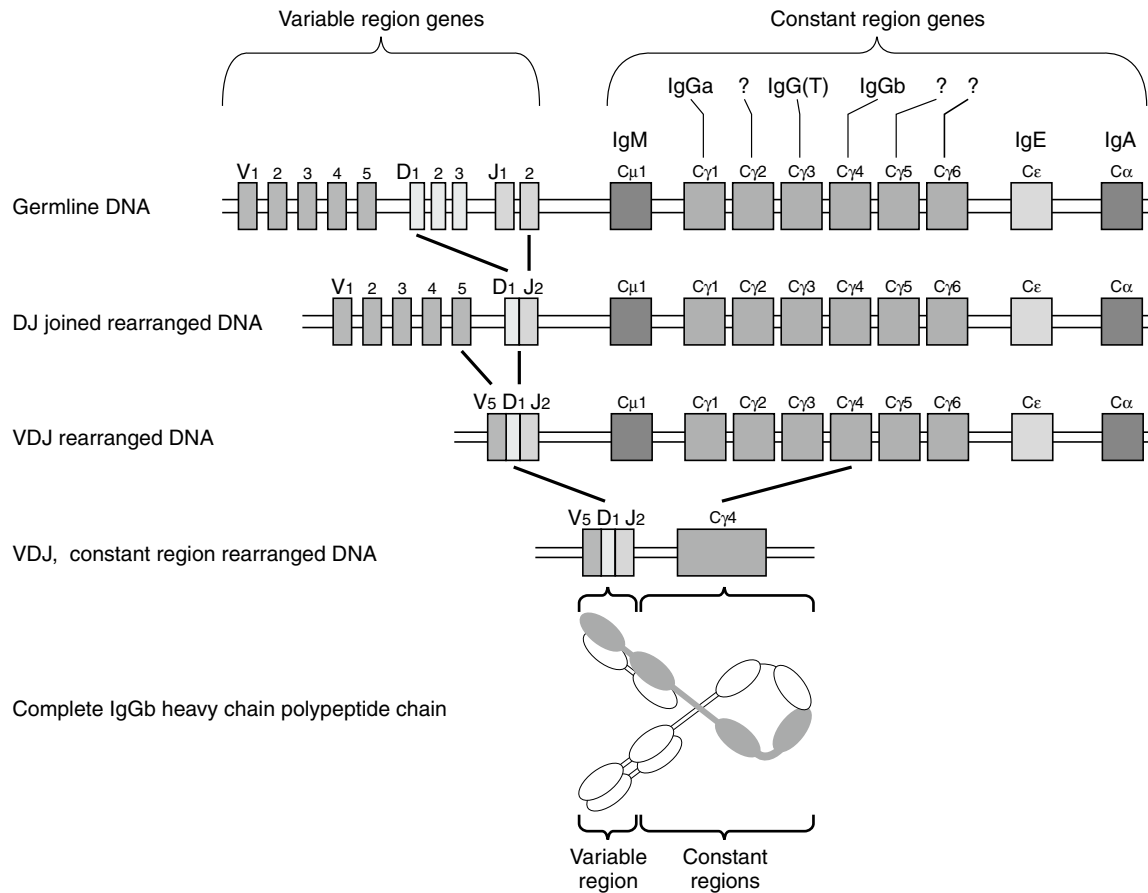 Variable region genes Constant region genes
IgGa ? IgG(T) IgGb ? ?
IgM IgE IgA
V1 2 3 4 5 D1 2 3 J1 2 Cμ1 Cγ1 Cγ2 Cγ3 Cγ4 Cγ5 Cγ6 Cε Cα
Germline DNA
V1 2 3 4 5 D1 J2 Cμ1 Cγ1 Cγ2 Cγ3 Cγ4 Cγ5 Cγ6 Cε Cα
DJ joined rearranged DNA
V5 D1 J2 Cμ1 Cγ1 Cγ2 Cγ3 Cγ4 Cγ5 Cγ6 Cε Cα
VDJ rearranged DNA
V5 D1 J2 Cγ4
VDJ, constant region rearranged DNA
Complete IgGb heavy chain polypeptide chain
Variable Constant
region regions